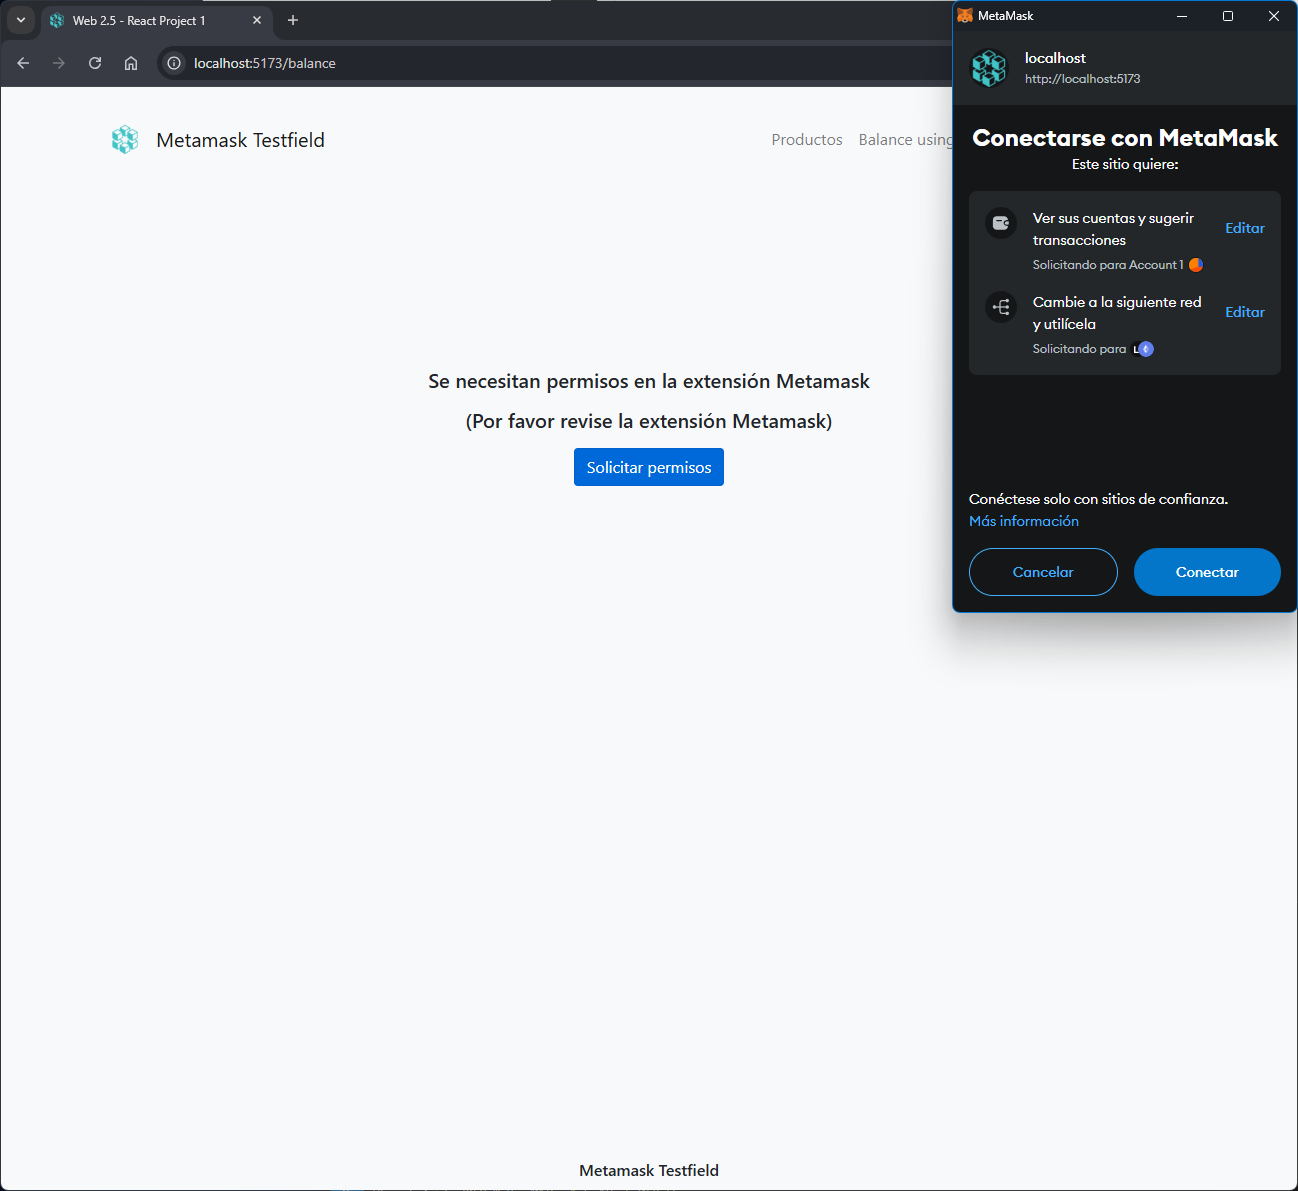 Web 2.5 - React Project 1
localhost:5173/balance
Metamask Testfield
Productos
Balance using
Se necesitan permisos en la extensión Metamask
(Por favor revise la extensión Metamask)
Solicitar permisos
Metamask Testfield
MetaMask
localhost
http://localhost:5173
Conectarse con MetaMask
Este sitio quiere:
Ver sus cuentas y sugerir
transacciones
Editar
Solicitando para Account 1
Cambie a la siguiente red
y utilícela
Editar
Solicitando para
Conéctese solo con sitios de confianza.
Más información
Cancelar
Conectar